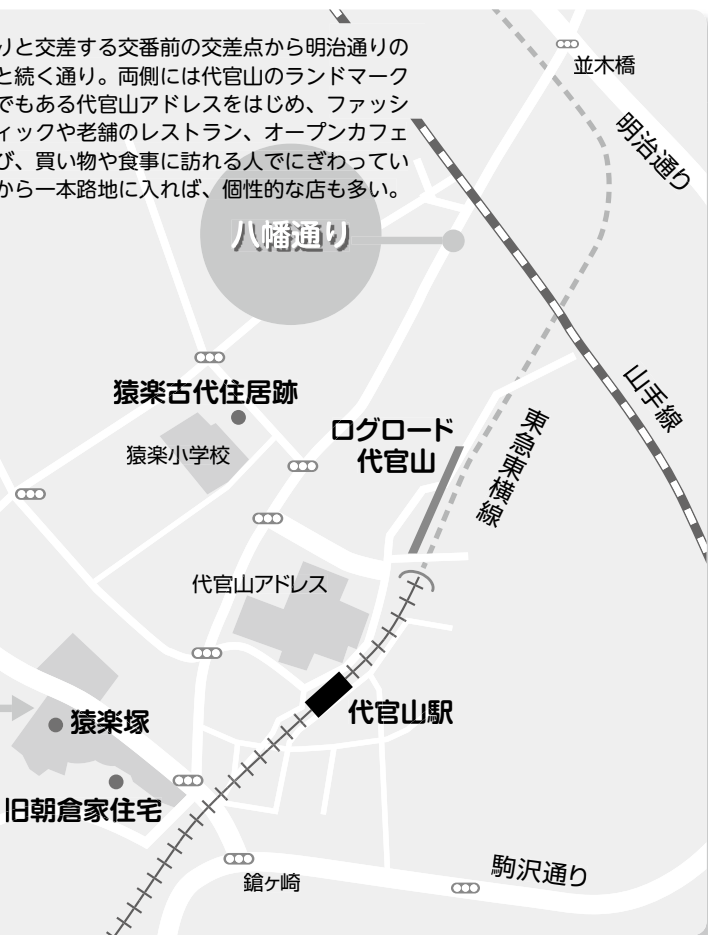 りと交差する交番前の交差点から明治通りの
と続く通り。両側には代官山のランドマーク
でもある代官山アドレスをはじめ、ファッシ
ィックや老舗のレストラン、オープンカフェ
び、買い物や食事に訪れる人でにぎわってい
から一本路地に入れば、個性的な店も多い。
並木橋
明治通り
八幡通り
山手線
猿楽古代住居跡
猿楽小学校
ログロード
代官山
東急東横線
代官山アドレス
代官山駅
猿楽塚
旧朝倉家住宅
鎗ヶ崎
駒沢通り